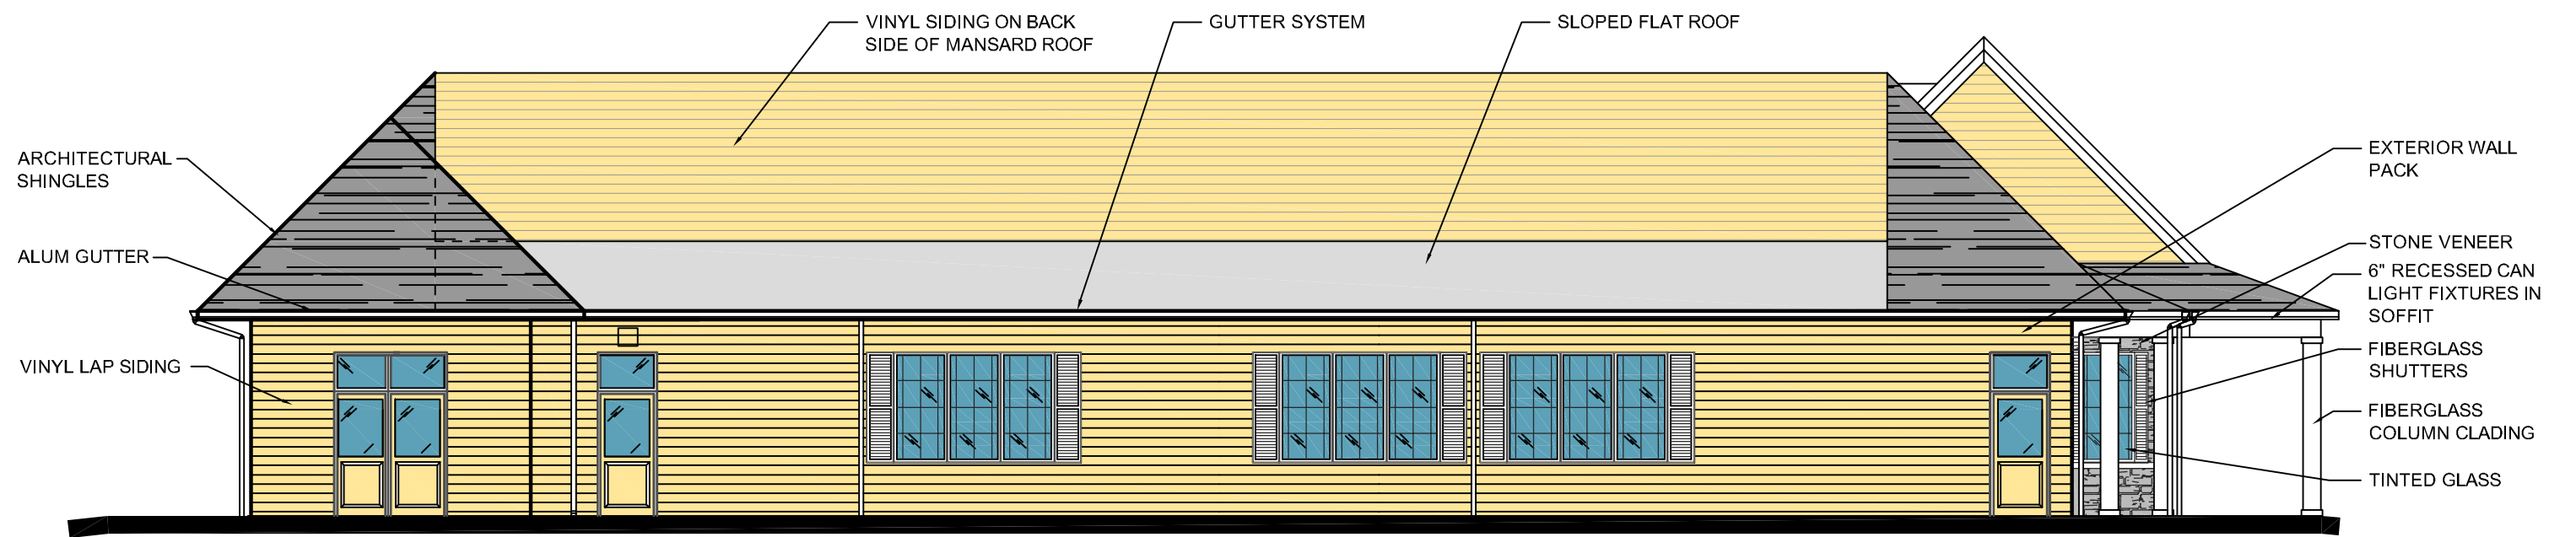 VINYL SIDING ON BACK
SIDE OF MANSARD ROOF
GUTTER SYSTEM
SLOPED FLAT ROOF
ARCHITECTURAL
SHINGLES
ALUM GUTTER
VINYL LAP SIDING
EXTERIOR WALL
PACK
STONE VENEER
6" RECESSED CAN
LIGHT FIXTURES IN
SOFFIT
FIBERGLASS
SHUTTERS
FIBERGLASS
COLUMN CLADING
TINTED GLASS